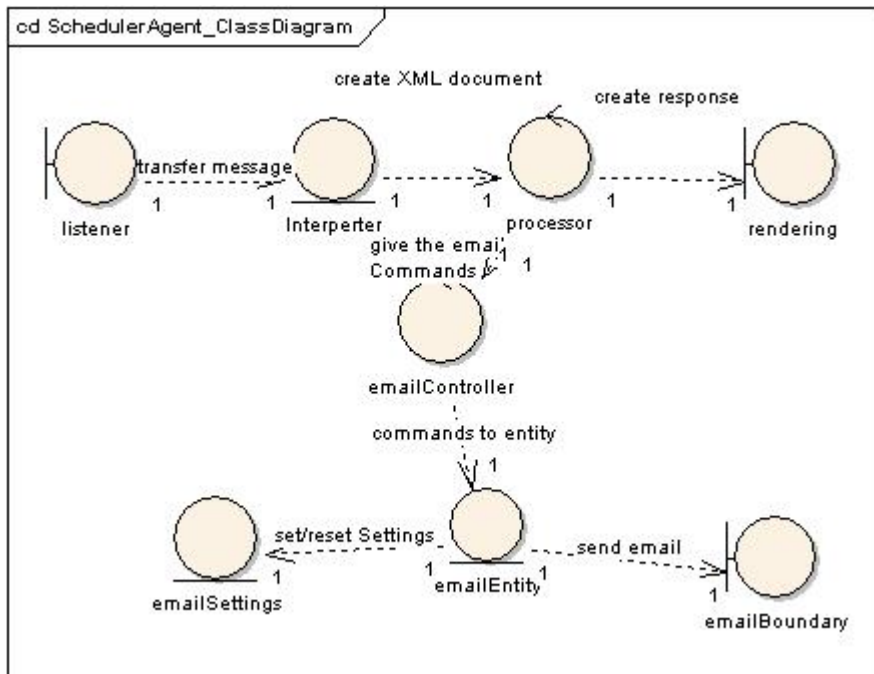 cd SchedulerAgent_ClassDiagram
create XML document
create response
transfer message
1
1
1
1
1
1
listener
Interperter
processor
rendering
give the emai
Commands
1
1
emailController
commands to entity
1
set/reset Settings
send email
1
1
1
1
emailSettings
emailEntity
emailBoundary